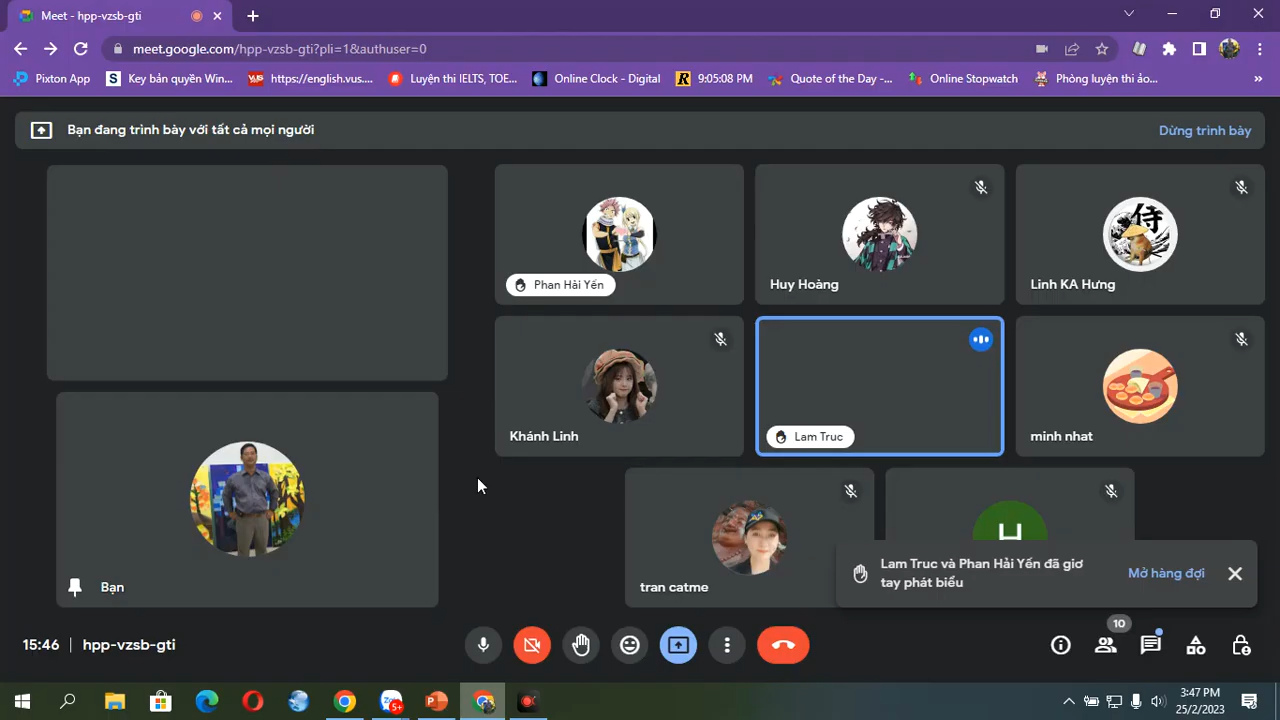 Meet - hpp-vzsb-gti
meet.google.com/hpp-vzsb-gti?pli=1&authuser=0
Pixton App
Key bản quyền Win...
https://english.vus....
Luyện thi IELTS, TOE...
Online Clock - Digital
9:05:08 PM
Quote of the Day -...
Online Stopwatch
Phòng luyện thi ảo...
Bạn đang trình bày với tất cả mọi người
Dừng trình bày
Phan Hải Yến
Huy Hoàng
侍
Linh KA Hưng
Khánh Linh
Lam Truc
minh nhat
Bạn
tran catme
H
Lam Truc và Phan Hải Yến đã giơ
tay phát biểu
Mở hàng đợi
15:46
hpp-vzsb-gti
10
5+
3:47 PM
25/2/2023